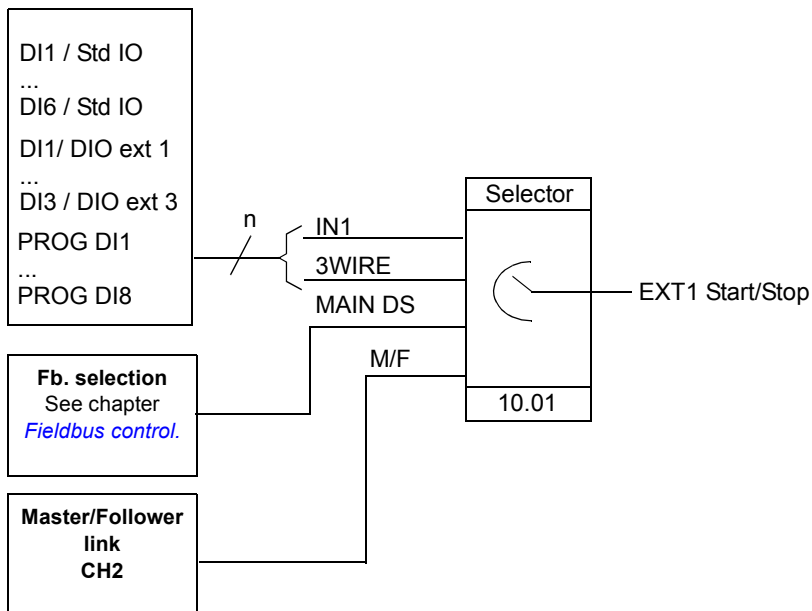 DI1 / Std IO
...
DI6 / Std IO
DI1/ DIO ext 1
...
DI3 / DIO ext 3
PROG DI1
...
PROG DI8
n
IN1
3WIRE
MAIN DS
M/F
Selector
10.01
EXT1 Start/Stop
Fb. selection
See chapter
Fieldbus control.
Master/Follower
link
CH2